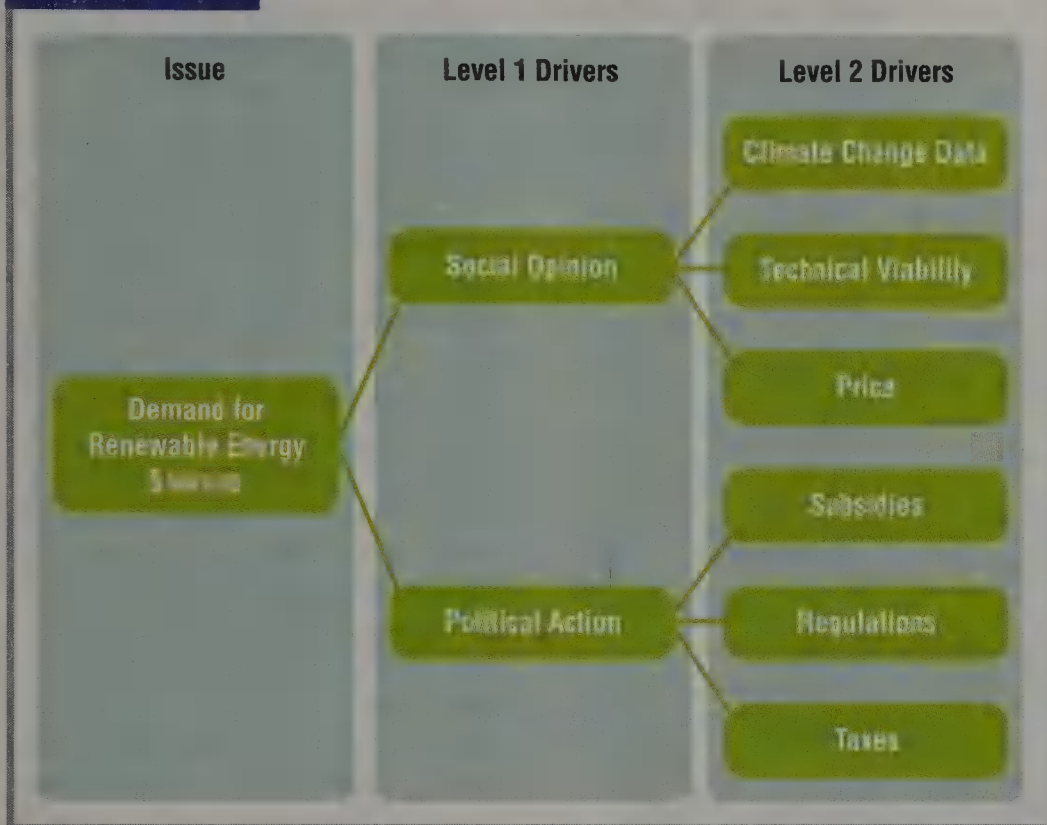 Issue
Level 1 Drivers
Level 2 Drivers
Climate Change Data
Social Opinion
Technical Viability
Price
Demand for
Renewable Energy
Subsidies
Political Action
Regulations
Taxes